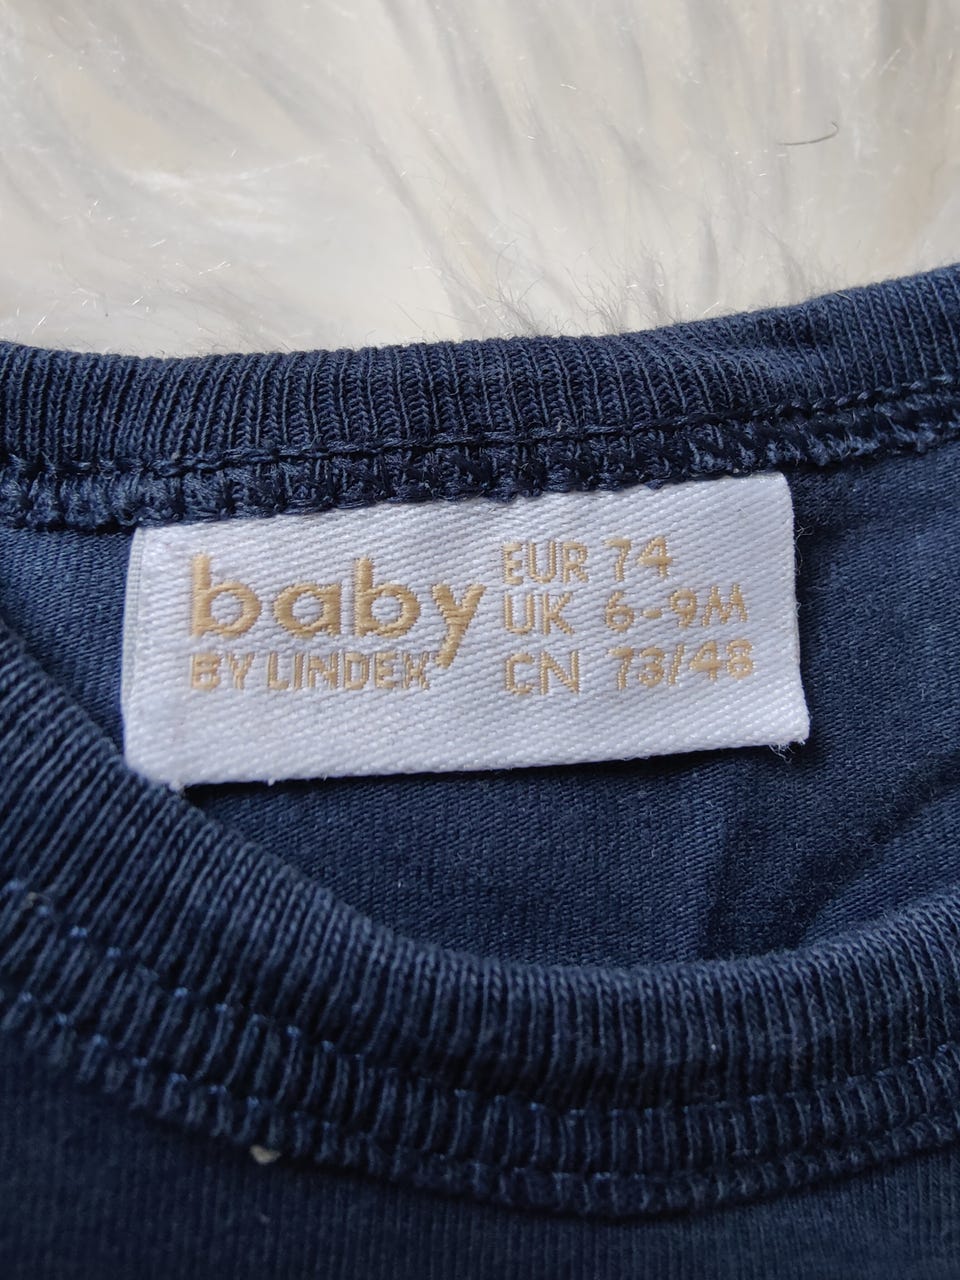 baby
BY LINDEX
EUR 74
UK 6-9M
CN 73/48